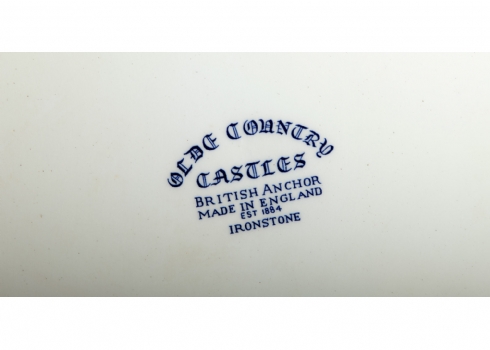 OLDE COUNTRY
CASTLES
BRITISH ANCHOR
MADE IN ENGLAND
EST 1884
IRONSTONE